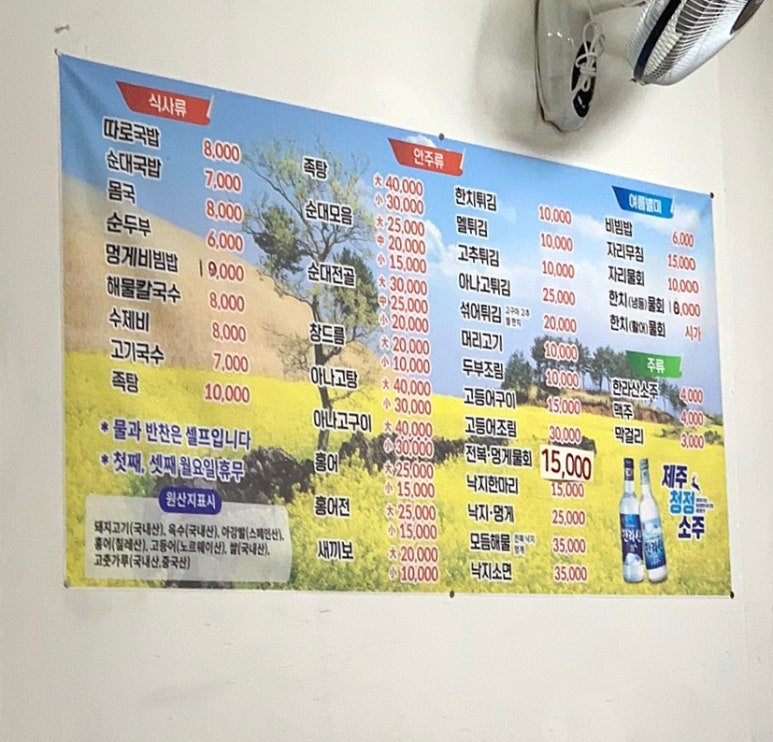 식사류
따로국밥 8,000
순대국밥 7,000
몸국 8,000
순두부 6,000
멍게비빔밥 10,000
해물칼국수 8,000
수제비 8,000
고기국수 7,000
족탕 10,000
* 물과 반찬은 셀프입니다
* 첫째, 셋째 월요일 휴무
원산지표시
돼지고기(국내산), 육수(국내산), 아강발(스페인산),
홍어(칠레산), 고등어(노르웨이산), 쌀(국내산),
고춧가루(국내산,중국산)
안주류
족탕 大 40,000
小 30,000
순대모음 大 25,000
中 20,000
小 15,000
순대전골 大 30,000
中 25,000
小 20,000
창드름 大 20,000
小 10,000
아나고탕 大 40,000
小 30,000
아나고구이 大 40,000
小 30,000
홍어 大 25,000
小 15,000
홍어전 大 25,000
小 15,000
새끼보 大 20,000
小 10,000
한치튀김 10,000
멜튀김 10,000
고추튀김 10,000
아나고튀김 25,000
섞어튀김 20,000
머리고기 10,000
두부조림 10,000
고등어구이 15,000
고등어조림 30,000
전복·멍게물회 15,000
낙지한마리 15,000
낙지·멍게 25,000
모듬해물 35,000
낙지소면 35,000
여름별미
비빔밥 6,000
자리무침 15,000
자리물회 10,000
한치(냉동)물회
한치(활어)물회 시가
주류
한라산소주 4,000
맥주 4,000
막걸리 3,000
한라산
한라산
제주
청정
소주